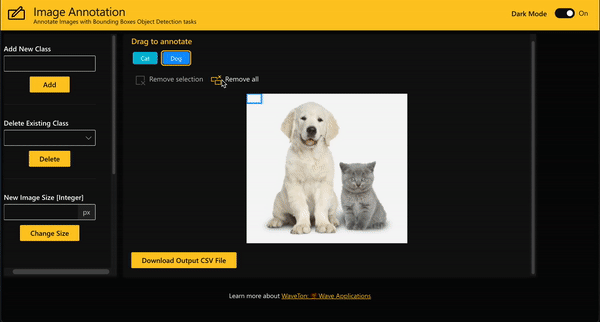 Image Annotation
Annotate Images with Bounding Boxes Object Detection tasks
Dark Mode On
Add New Class
Add
Delete Existing Class
Delete
New Image Size [Integer]
px
Change Size
Drag to annotate
Cat Dog
Remove selection Remove all
Download Output CSV File
Learn more about WaveTon: Wave Applications